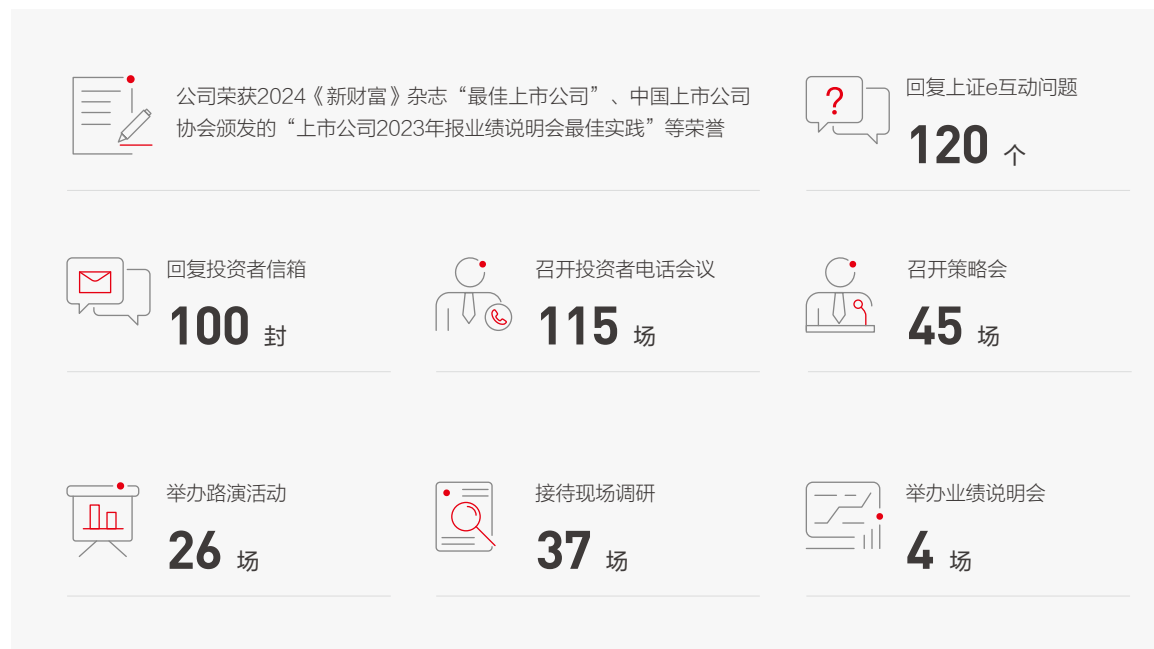 公司荣获2024《新财富》杂志“最佳上市公司”、中国上市公司
协会颁发的“上市公司2023年报业绩说明会最佳实践”等荣誉
回复上证e互动问题
120 个
回复投资者信箱
100 封
召开投资者电话会议
115 场
召开策略会
45 场
举办路演活动
26 场
接待现场调研
37 场
举办业绩说明会
4 场